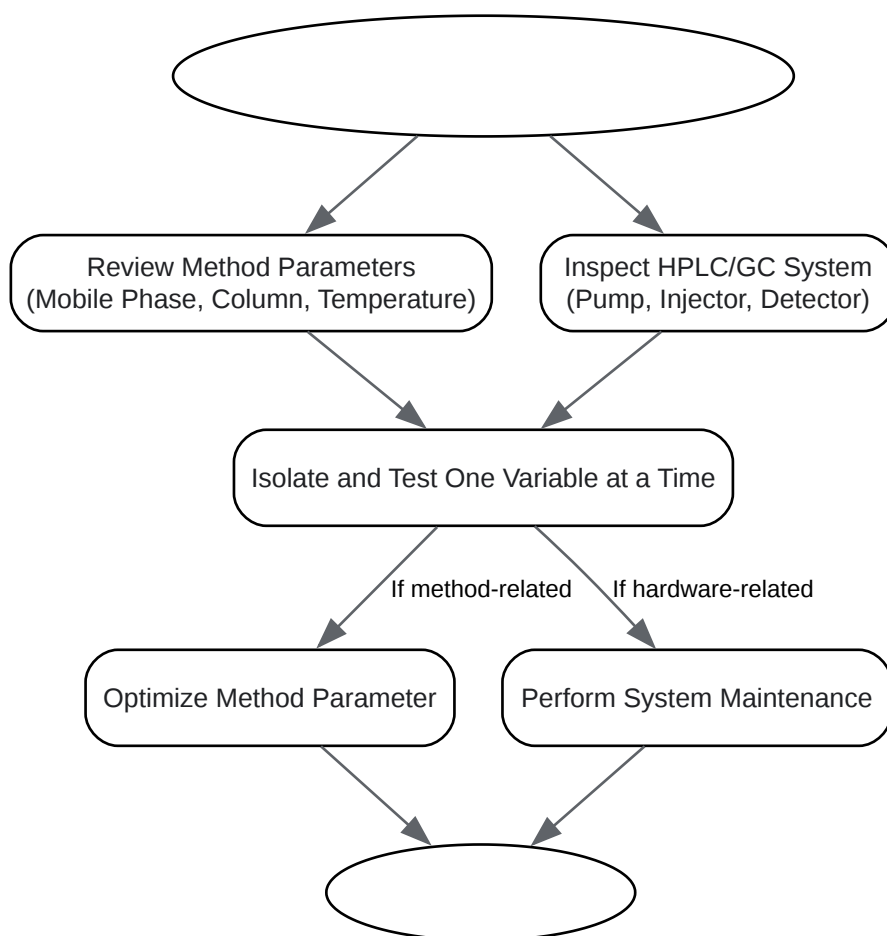 Review Method Parameters
(Mobile Phase, Column, Temperature)
Inspect HPLC/GC System
(Pump, Injector, Detector)
Isolate and Test One Variable at a Time
If method-related
If hardware-related
Optimize Method Parameter
Perform System Maintenance